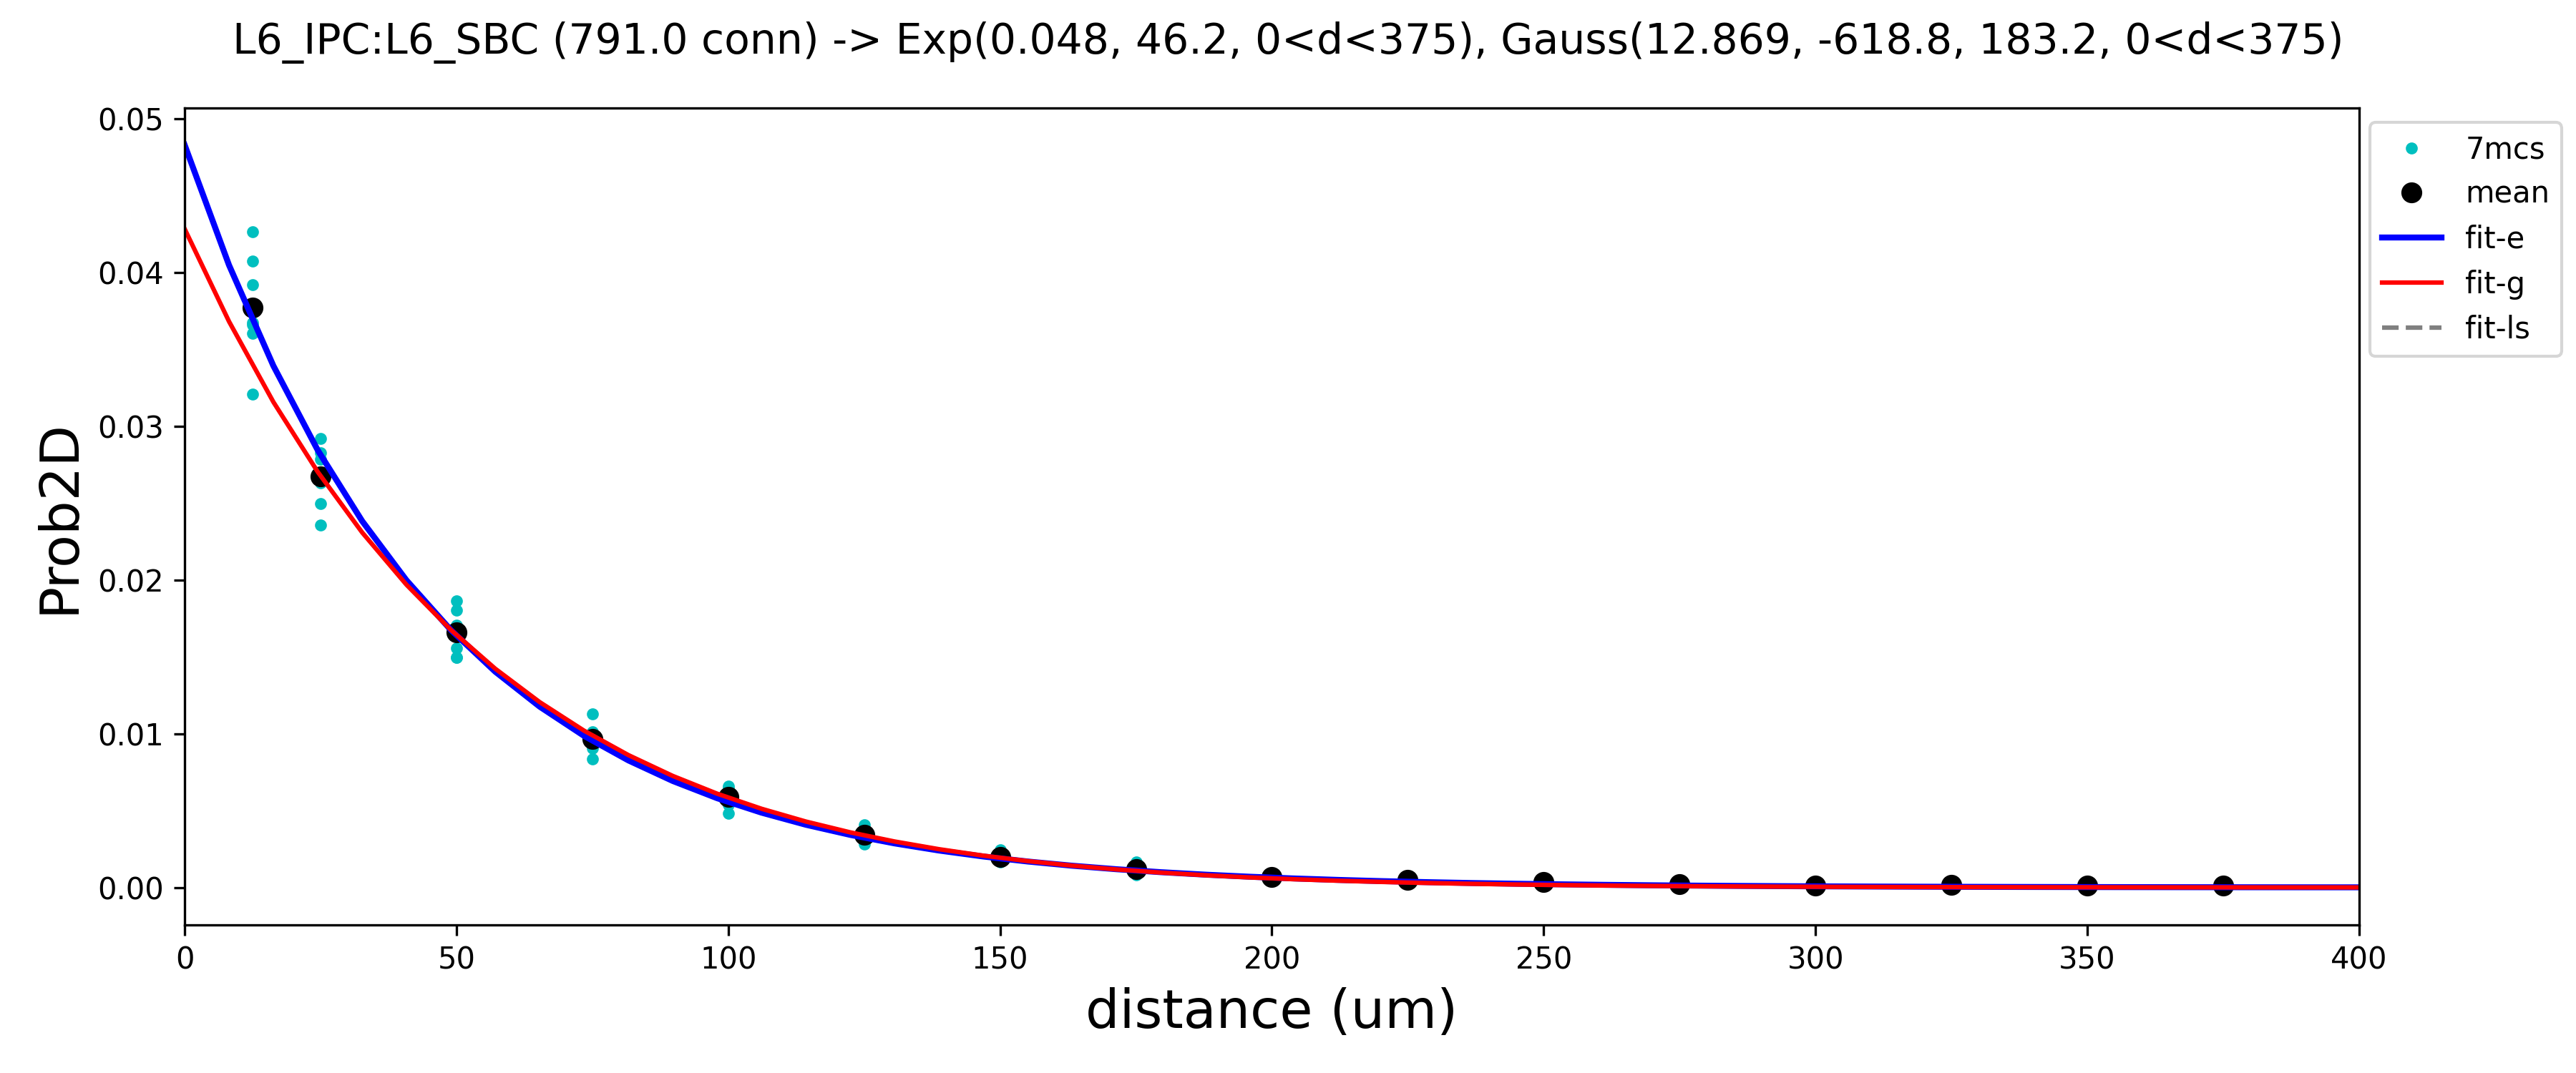 L6_IPC:L6_SBC (791.0 conn) -> Exp(0.048, 46.2, 0<d<375), Gauss(12.869, -618.8, 183.2, 0<d<375)
0.05
0.04
0.03
0.02
0.01
0.00
Prob2D
0 50 100 150 200 250 300 350 400
distance (um)
7mcs
mean
fit-e
fit-g
fit-ls